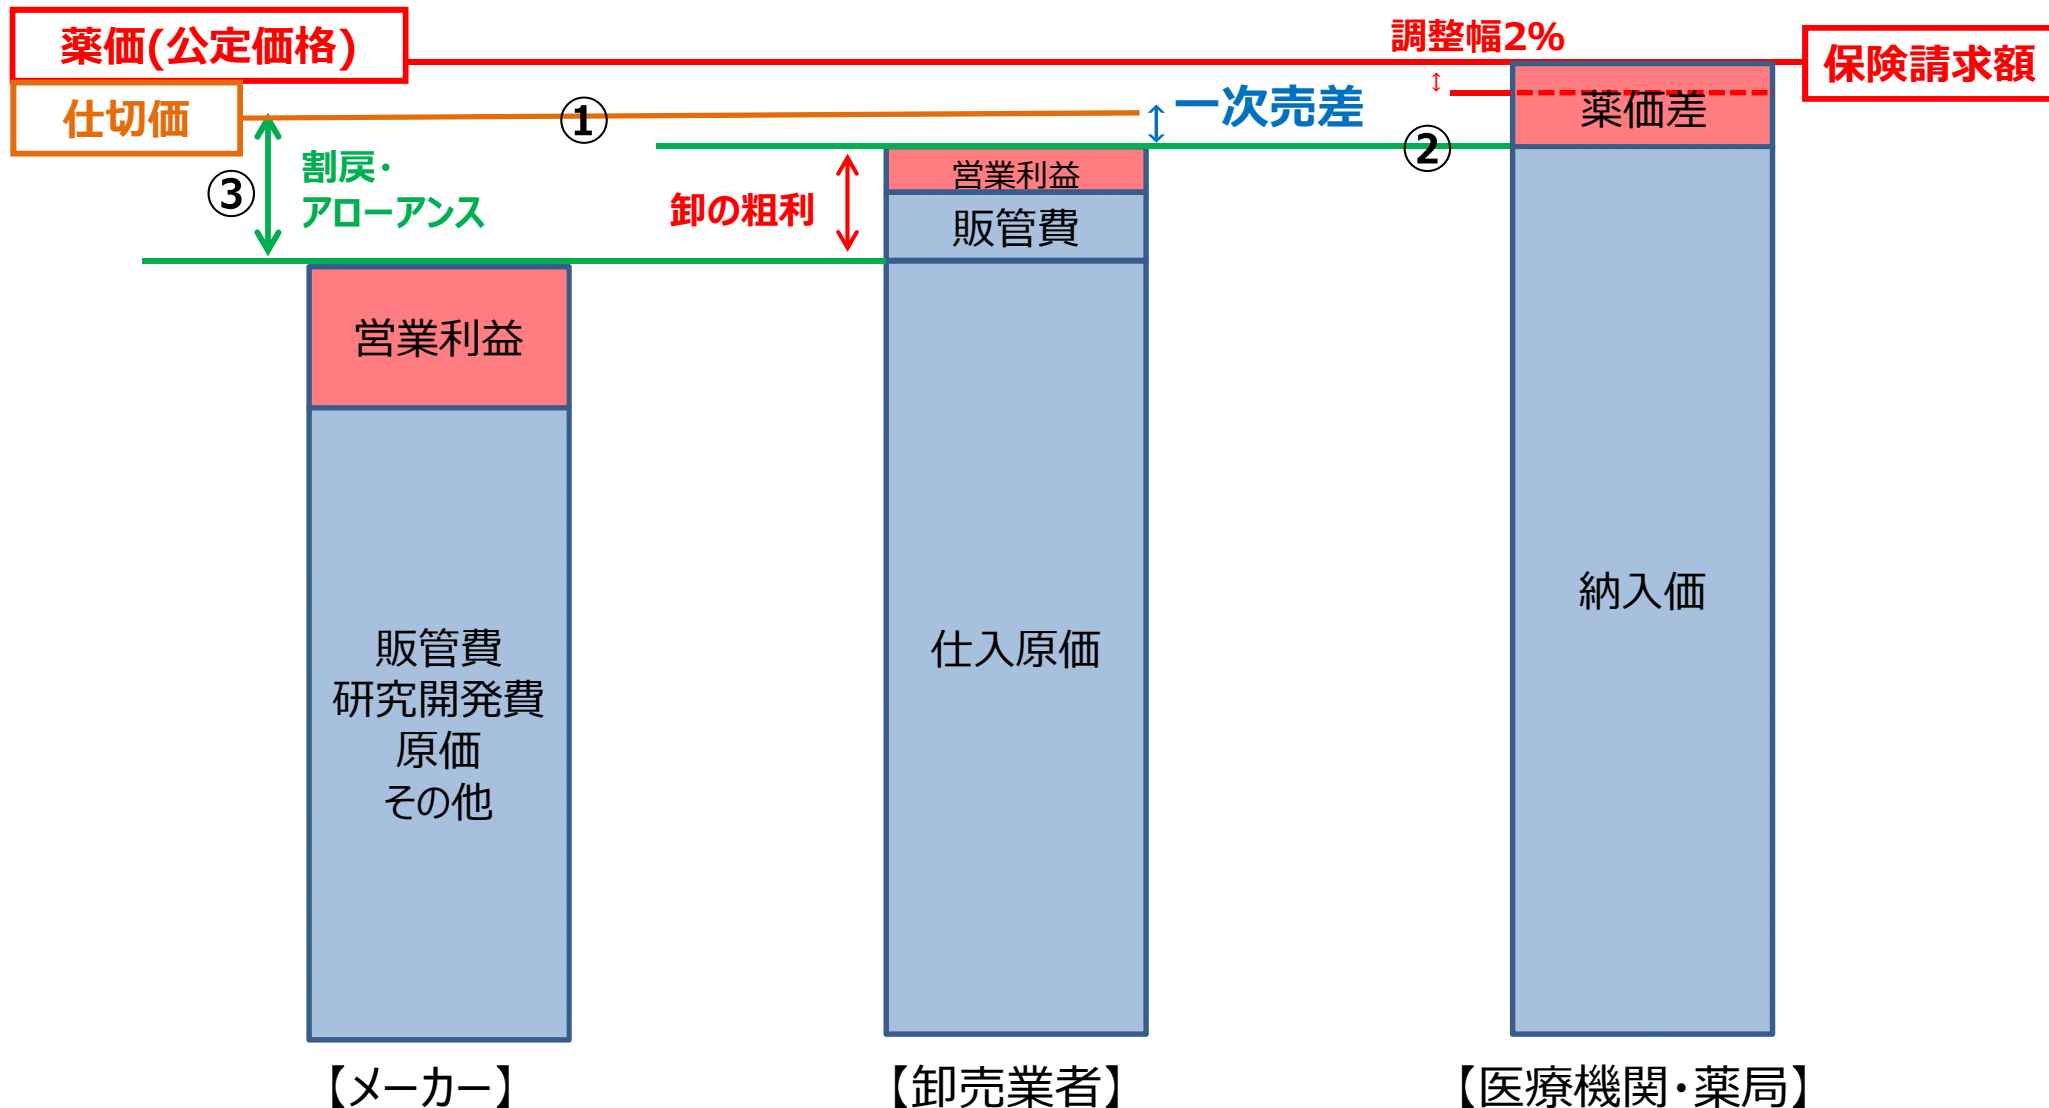 薬価(公定価格)
調整幅2%
保険請求額
仕切価
①
一次売差
薬価差
②
割戻・
アローアンス
③
卸の粗利
営業利益
販管費
営業利益
販管費
研究開発費
原価
その他
仕入原価
納入価
【メーカー】
【卸売業者】
【医療機関・薬局】